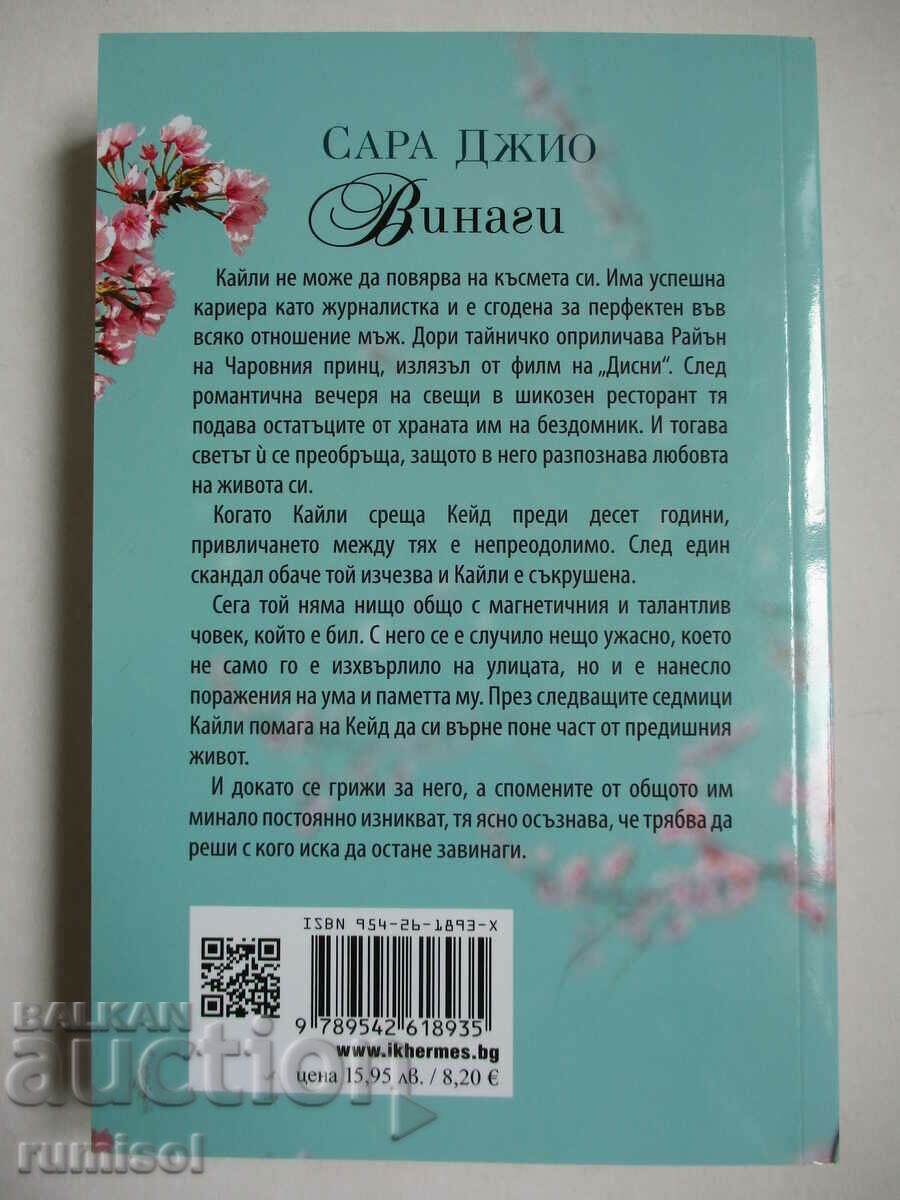 САРА ДЖИО
Винаги
Кайли не може да повярва на късмета си. Има успешна
кариера като журналистка и е сгодена за перфектен във
всяко отношение мъж. Дори тайничко оприличава Райън
на Чаровния принц, излязъл от филм на „Дисни“. След
романтична вечеря на свещи в шикозен ресторант тя
подава остатъците от храната им на бездомник. И тогава
светът ѝ се преобръща, защото в него разпознава любовта
на живота си.
Когато Кайли среща Кейд преди десет години,
привличането между тях е непреодолимо. След един
скандал обаче той изчезва и Кайли е съкрушена.
Сега той няма нищо общо с магнетичния и талантлив
човек, който е бил. С него се е случило нещо ужасно, което
не само го е изхвърлило на улицата, но и е нанесло
поражения на ума и паметта му. През следващите седмици
Кайли помага на Кейд да си върне поне част от предишния
живот.
И докато се грижи за него, а спомените от общото им
минало постоянно изникват, тя ясно осъзнава, че трябва да
реши с кого иска да остане завинаги.
ISBN 954-26-1893-X
9 789542 618935
www.ikhermes.bg
цена 15,95 лв. / 8,20 €
BALKAN
auction
rumisol